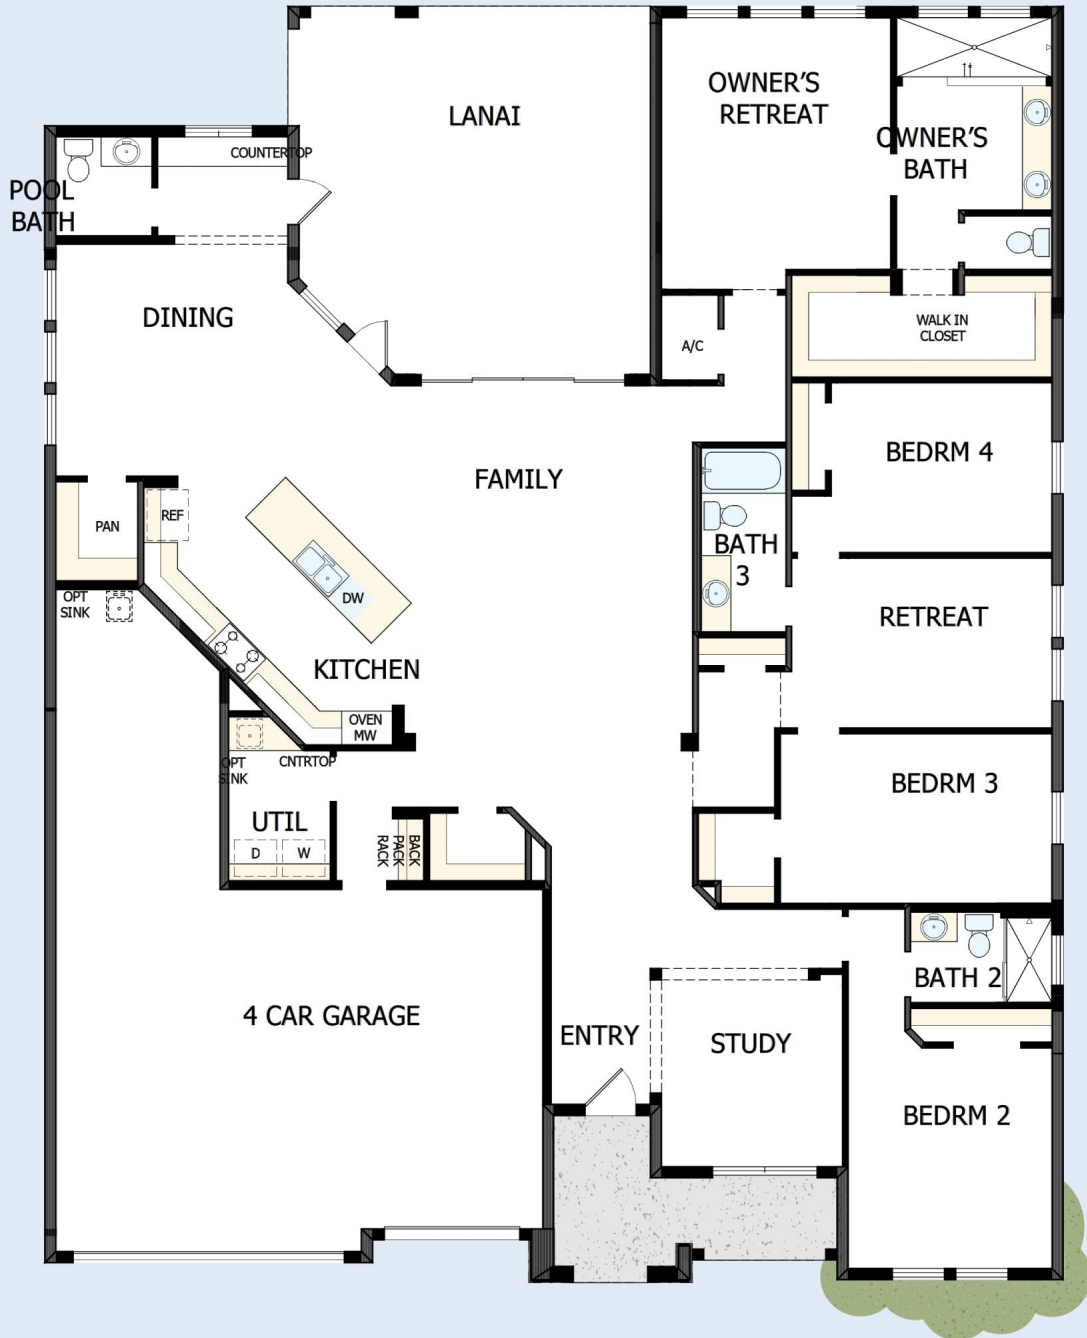 OWNER'S
RETREAT
LANAI
OWNER'S
BATH
COUNTERTOP
POOL
BATH
DINING
WALK IN
CLOSET
A/C
BEDRM 4
FAMILY
PAN
REF
BATH
3
OPT
SINK
DW
RETREAT
KITCHEN
OVEN
MW
OPT
SINK
CNTRTOP
BEDRM 3
UTIL
D
W
BACK
PACK
RACK
BATH 2
4 CAR GARAGE
ENTRY
STUDY
BEDRM 2